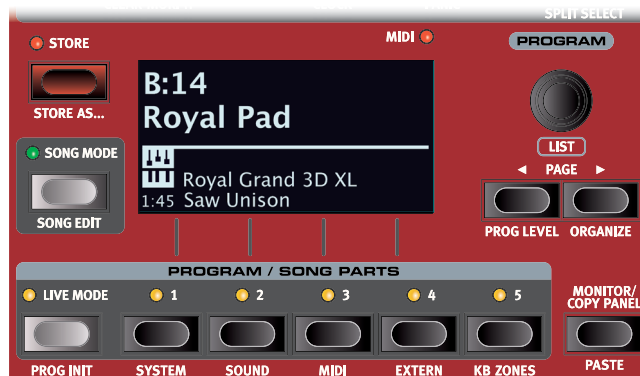 SPLIT SELECT
STORE
MIDI
PROGRAM
B:14
Royal Pad
STORE AS...
SONG MODE
LIST
◄ PAGE ►
Royal Grand 3D XL
1:45 Saw Unison
SONG EDIT
PROG LEVEL ORGANIZE
PROGRAM / SONG PARTS
LIVE MODE 1 2 3 4 5
MONITOR/
COPY PANEL
PROG INIT SYSTEM SOUND MIDI EXTERN KB ZONES PASTE